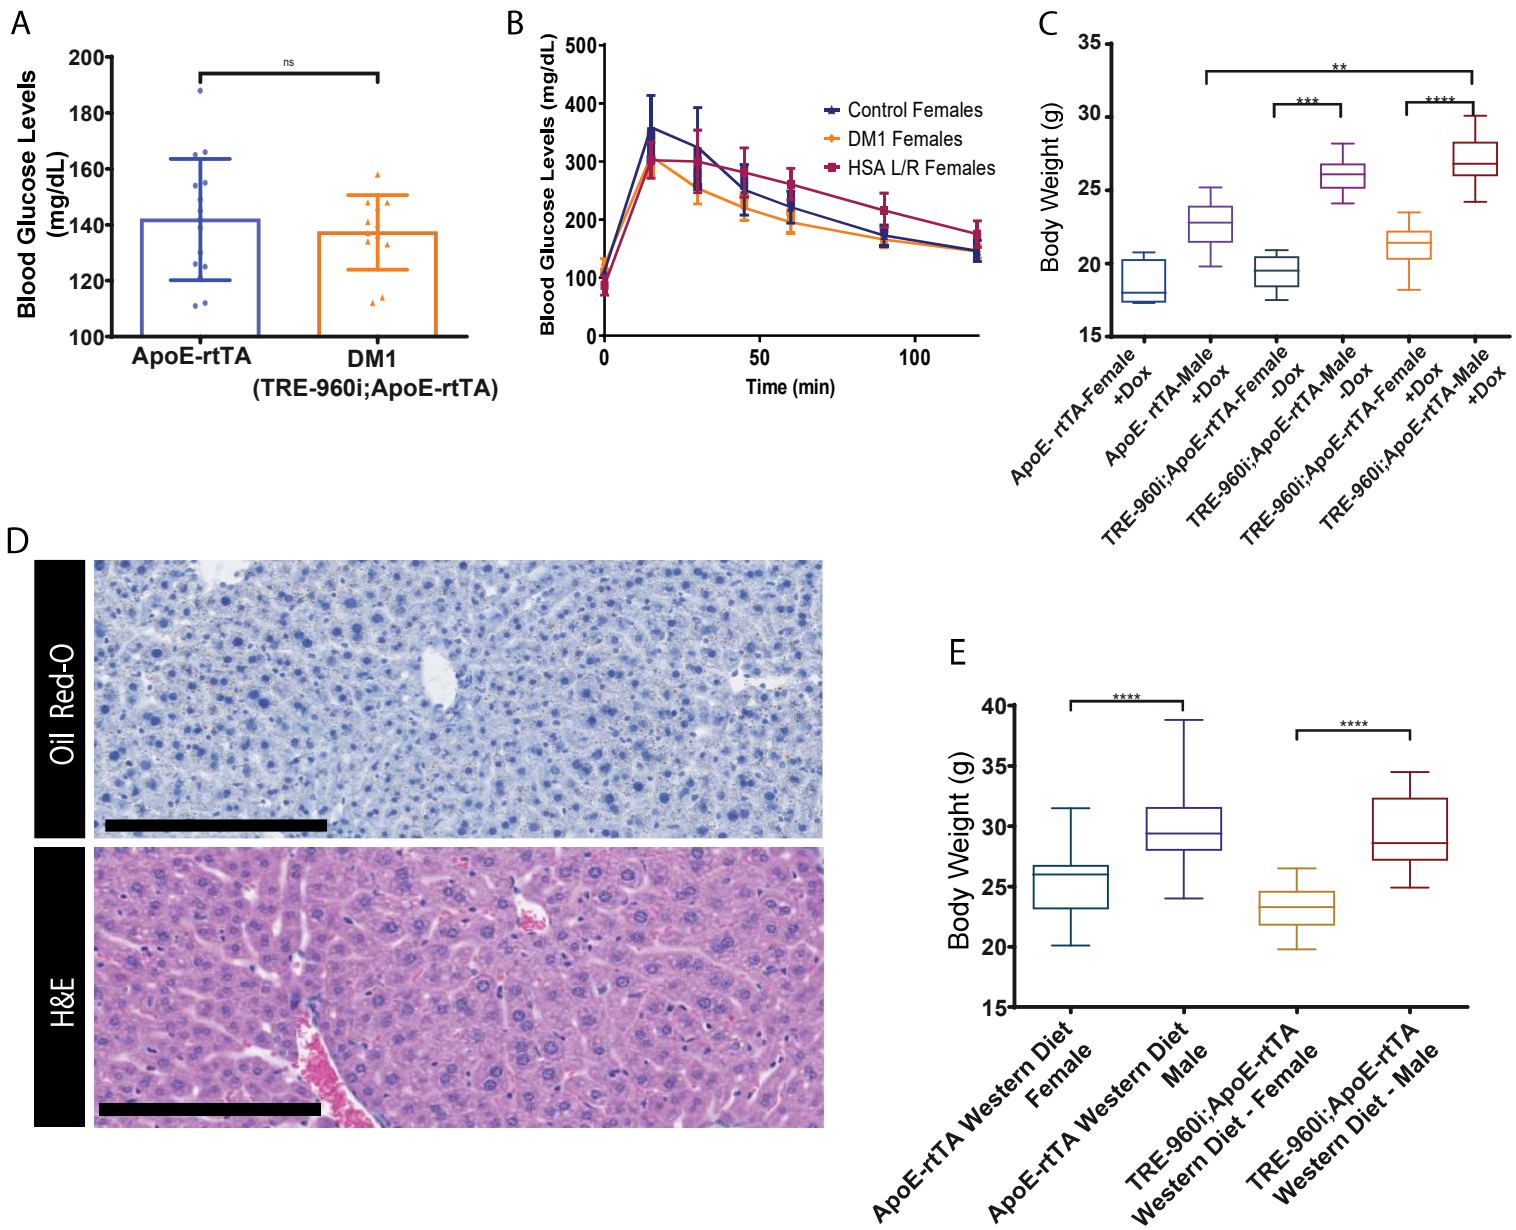 A
Blood Glucose Levels
(mg/dL)
200
180
160
140
120
100
ns
ApoE-rtTA
DM1
(TRE-960i;ApoE-rtTA)
B
Blood Glucose Levels (mg/dL)
500
400
300
200
100
0
Control Females
DM1 Females
HSA L/R Females
0
50
100
Time (min)
C
Body Weight (g)
35
30
25
20
15
**
***
****
ApoE- rtTA-Female
+Dox
ApoE- rtTA-Male
+Dox
TRE-960i;ApoE-rtTA-Female
-Dox
TRE-960i;ApoE-rtTA-Male
-Dox
TRE-960i;ApoE-rtTA-Female
+Dox
TRE-960i;ApoE-rtTA-Male
+Dox
D
Oil Red-O
H&E
E
Body Weight (g)
40
35
30
25
20
15
****
****
ApoE-rtTA Western Diet
Female
ApoE-rtTA Western Diet
Male
TRE-960i;ApoE-rtTA
Western Diet - Female
TRE-960i;ApoE-rtTA
Western Diet - Male